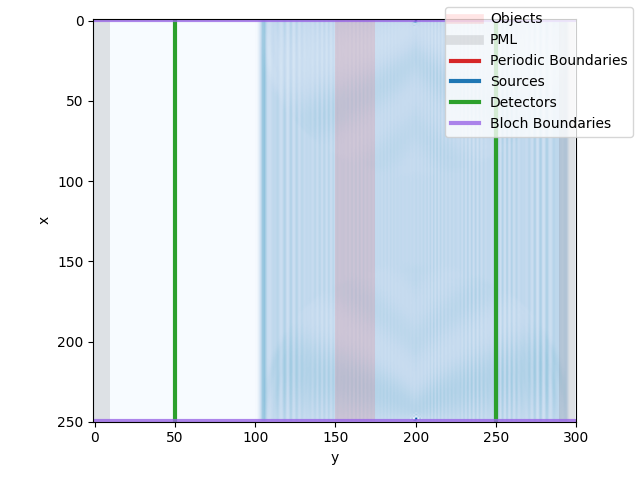 Objects
PML
Periodic Boundaries
Sources
Detectors
Bloch Boundaries
0
50
100
150
200
250
x
0
50
100
150
200
250
300
y